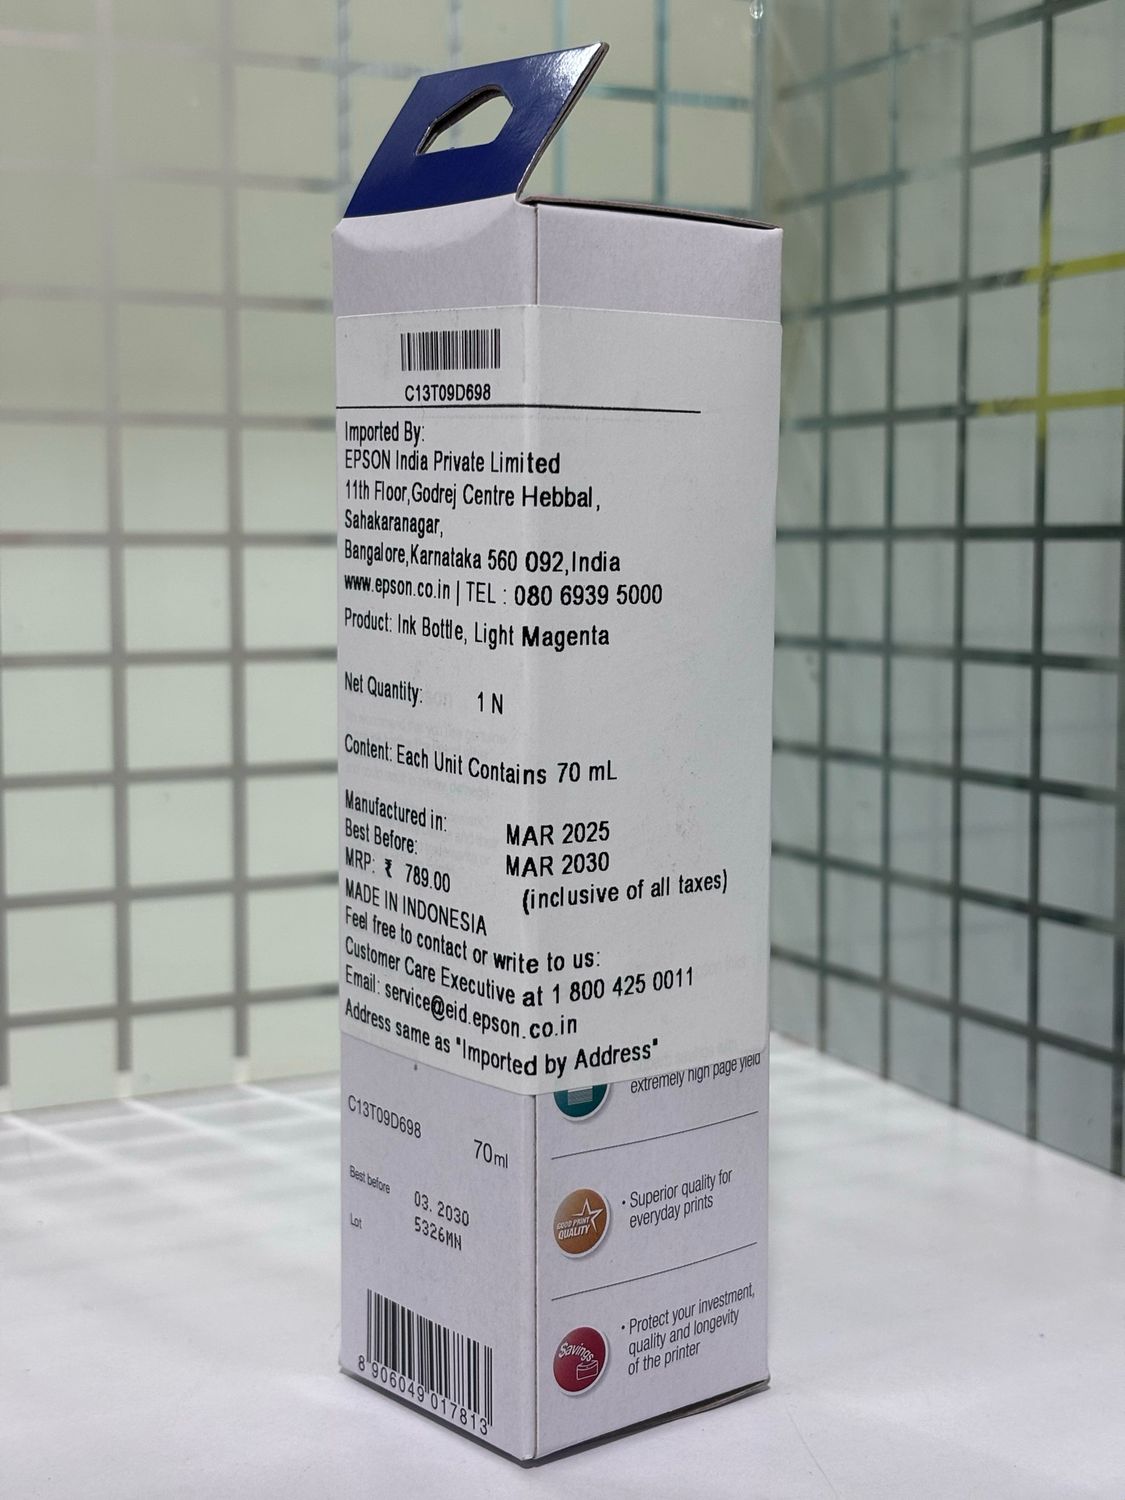 C13T09D698
Imported By:
EPSON India Private Limited
11th Floor,Godrej Centre Hebbal,
Sahakaranagar,
Bangalore,Karnataka 560 092,India
www.epson.co.in | TEL : 080 6939 5000
Product: Ink Bottle, Light Magenta
Net Quantity: 1 N
Content: Each Unit Contains 70 mL
Manufactured in: MAR 2025
Best Before: MAR 2030
MRP: ₹ 789.00 (inclusive of all taxes)
MADE IN INDONESIA
Feel free to contact or write to us:
Customer Care Executive at 1 800 425 0011
Email: service@eid.epson.co.in
Address same as "Imported by Address"
extremely high page yield
C13T09D698
70ml
Best before 03. 2030
Lot 5326MN
8 906049 017813
GOOD PRINT
QUALITY
• Superior quality for
everyday prints
Savings
• Protect your investment,
quality and longevity
of the printer